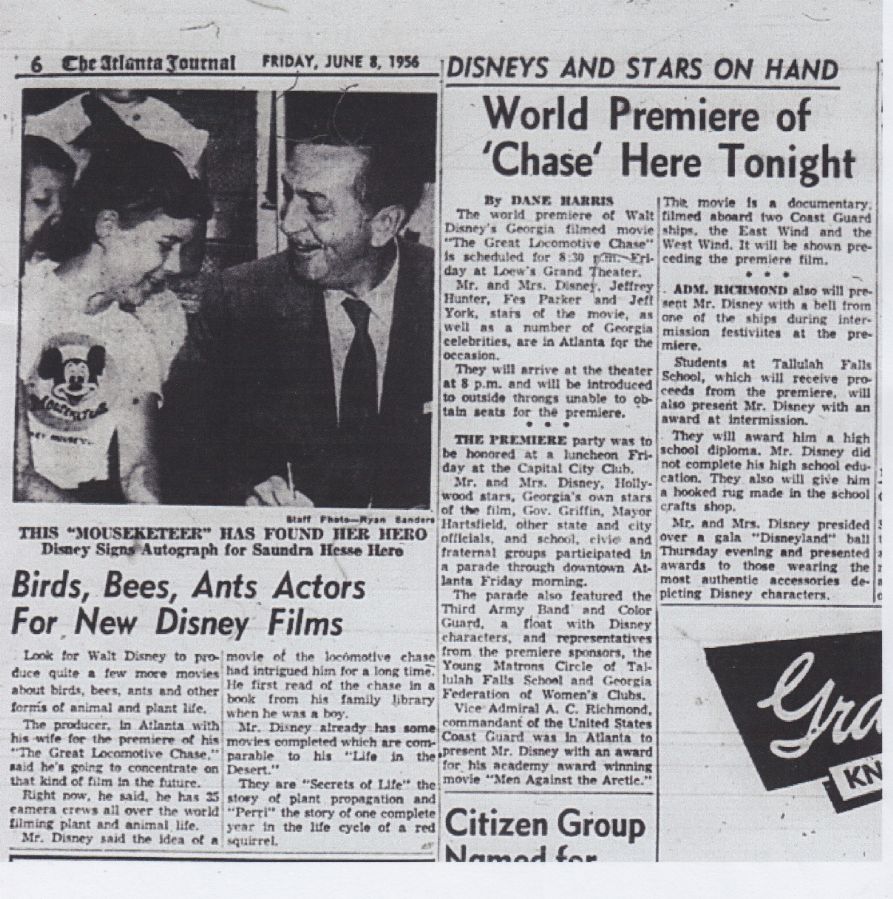 6 The Atlanta Journal FRIDAY, JUNE 8, 1956
THIS "MOUSEKETEER" HAS FOUND HER HERO
Disney Signs Autograph for Saundra Hesse Hero
Staff Photo—Ryan Sanders
Birds, Bees, Ants Actors
For New Disney Films
Look for Walt Disney to pro-
duce quite a few more movies
about birds, bees, ants and other
forms of animal and plant life.
The producer, in Atlanta with
his wife for the premiere of his
"The Great Locomotive Chase,"
said he's going to concentrate on
that kind of film in the future.
Right now, he said, he has 35
camera crews all over the world
filming plant and animal life.
Mr. Disney said the idea of a
movie of the locomotive chase
had intrigued him for a long time.
He first read of the chase in a
book from his family library
when he was a boy.
Mr. Disney already has some
movies completed which are com-
parable to his "Life in the
Desert."
They are "Secrets of Life" the
story of plant propagation and
"Perri" the story of one complete
year in the life cycle of a red
squirrel.
DISNEYS AND STARS ON HAND
World Premiere of
'Chase' Here Tonight
By DANE HARRIS
The world premiere of Walt
Disney's Georgia filmed movie
"The Great Locomotive Chase"
is scheduled for 8:30 p.m. Fri-
day at Loew's Grand Theater.
Mr. and Mrs. Disney, Jeffrey
Hunter, Fes Parker and Jeff
York, stars of the movie, as
well as a number of Georgia
celebrities, are in Atlanta for the
occasion.
They will arrive at the theater
at 8 p.m. and will be introduced
to outside throngs unable to ob-
tain seats for the premiere.
THE PREMIERE party was to
be honored at a luncheon Fri-
day at the Capital City Club.
Mr. and Mrs. Disney, Holly-
wood stars, Georgia's own stars
of the film, Gov. Griffin, Mayor
Hartsfield, other state and city
officials, and school, civic and
fraternal groups participated in
a parade through downtown At-
lanta Friday morning.
The parade also featured the
Third Army Band and Color
Guard, a float with Disney
characters, and representatives
from the premiere sponsors, the
Young Matrons Circle of Tal-
lulah Falls School and Georgia
Federation of Women's Clubs.
Vice Admiral A. C. Richmond,
commandant of the United States
Coast Guard was in Atlanta to
present Mr. Disney with an award
for his academy award winning
movie "Men Against the Arctic."
The movie is a documentary,
filmed aboard two Coast Guard
ships, the East Wind and the
West Wind. It will be shown pre-
ceding the premiere film.
ADM. RICHMOND also will pre-
sent Mr. Disney with a bell from
one of the ships during inter-
mission festiviites at the pre-
miere.
Students at Tallulah Falls
School, which will receive pro-
ceeds from the premiere, will
also present Mr. Disney with an
award at intermission.
They will award him a high
school diploma. Mr. Disney did
not complete his high school edu-
cation. They also will give him
a hooked rug made in the school
crafts shop.
Mr. and Mrs. Disney presided
over a gala "Disneyland" ball
Thursday evening and presented
awards to those wearing the
most authentic accessories de-
picting Disney characters.
Citizen Group
Named for
Gra
KN